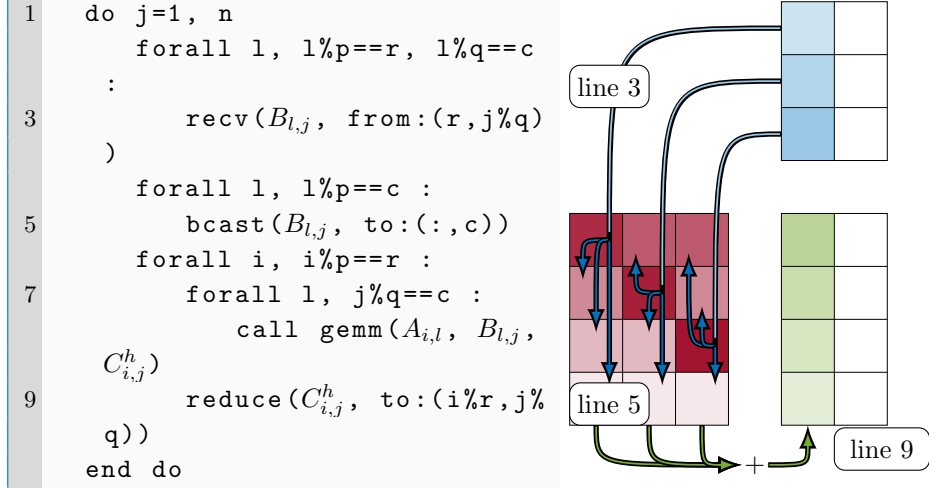 1 do j=1, n
forall l, l%p==r, l%q==c
:
3 recv(B_{l,j}, from:(r,j%q)
)
forall l, l%p==c :
5 bcast(B_{l,j}, to:(:,c))
forall i, i%p==r :
7 forall l, j%q==c :
call gemm(A_{i,l}, B_{l,j},
C^h_{i,j})
9 reduce(C^h_{i,j}, to:(i%r,j%
q))
end do
line 3
line 5
+
line 9